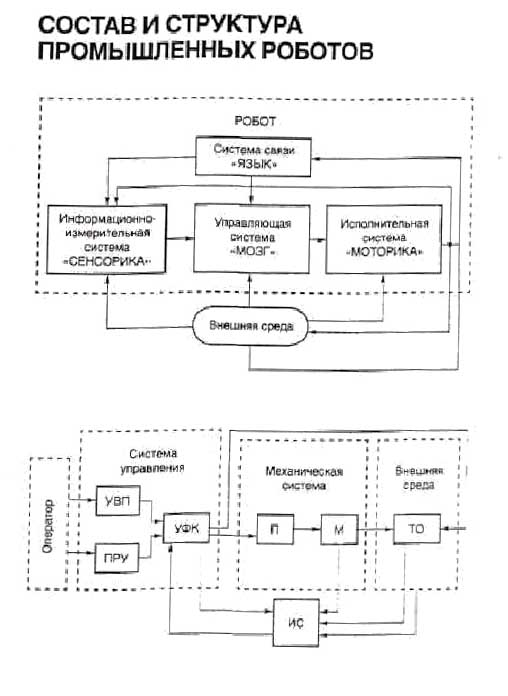 СОСТАВ И СТРУКТУРА
ПРОМЫШЛЕННЫХ РОБОТОВ
РОБОТ
Система связи
«ЯЗЫК»
Информационно-
измерительная
система
«СЕНСОРИКА»
Управляющая
система
«МОЗГ»
Исполнительная
система
«МОТОРИКА»
Внешняя среда
Оператор
Система
управления
УВП
ПРУ
УФК
Механическая
система
П
М
Внешняя
среда
ТО
ИС